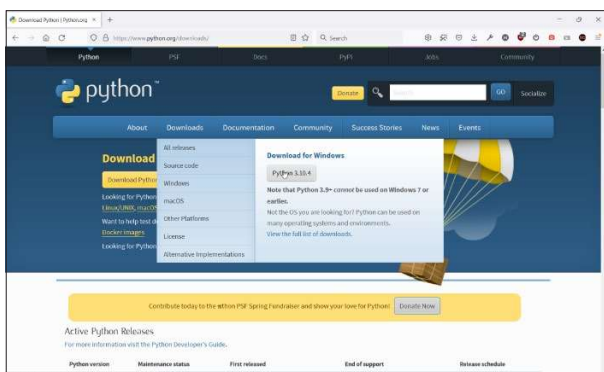 Download Python | Python.org
https://www.python.org/downloads/
Search
Python
PSF
Docs
PyPI
Jobs
Community
python™
Donate
Search
GO
Socialize
About
Downloads
Documentation
Community
Success Stories
News
Events
Download
Download Pytho
Looking for Python
Linux/UNIX, macOS
Want to help test d
Docker images
Looking for Python
All releases
Source code
Windows
macOS
Other Platforms
License
Alternative Implementations
Download for Windows
Python 3.10.4
Note that Python 3.9+ cannot be used on Windows 7 or
earlier.
Not the OS you are looking for? Python can be used on
many operating systems and environments.
View the full list of downloads.
Contribute today to the nthon PSF Spring Fundraiser and show your love for Python!
Donate Now
Active Python Releases
For more information visit the Python Developer's Guide.
Python version
Maintenance status
First released
End of support
Release schedule